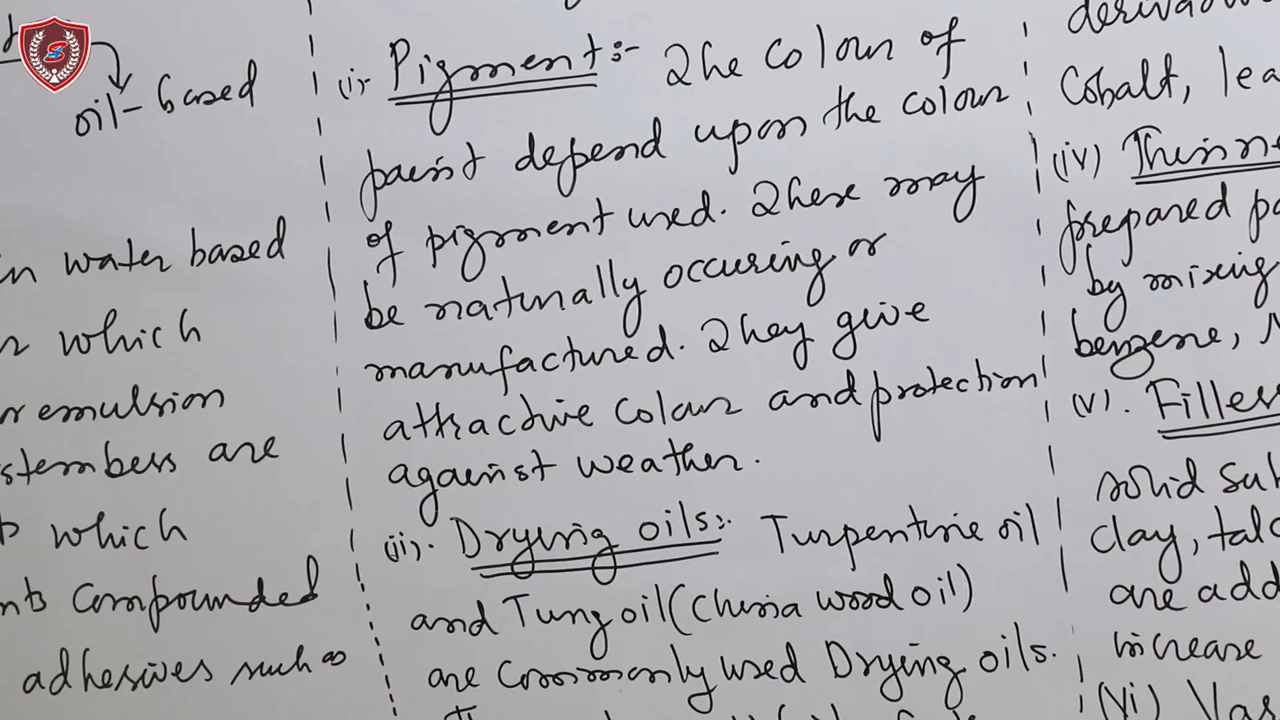 oil-based
in water based
which
emulsion
are
which
Compounded
adhesives such as
(i) Pigment:- The Colour of
paint depend upon the colour
of pigment used. These may
be naturally occuring or
manufactured. They give
attractive Colour and protection
against weather.
(ii). Drying oils:. Turpentine oil
and Tung oil (China wood oil)
are commonly used Drying oils.
Cobalt, lea
(iv) Thinne
prepared pa
by mixing
benzene, N
(v). Filler
solid sub
clay, talc
are add
increase
(vi) Var